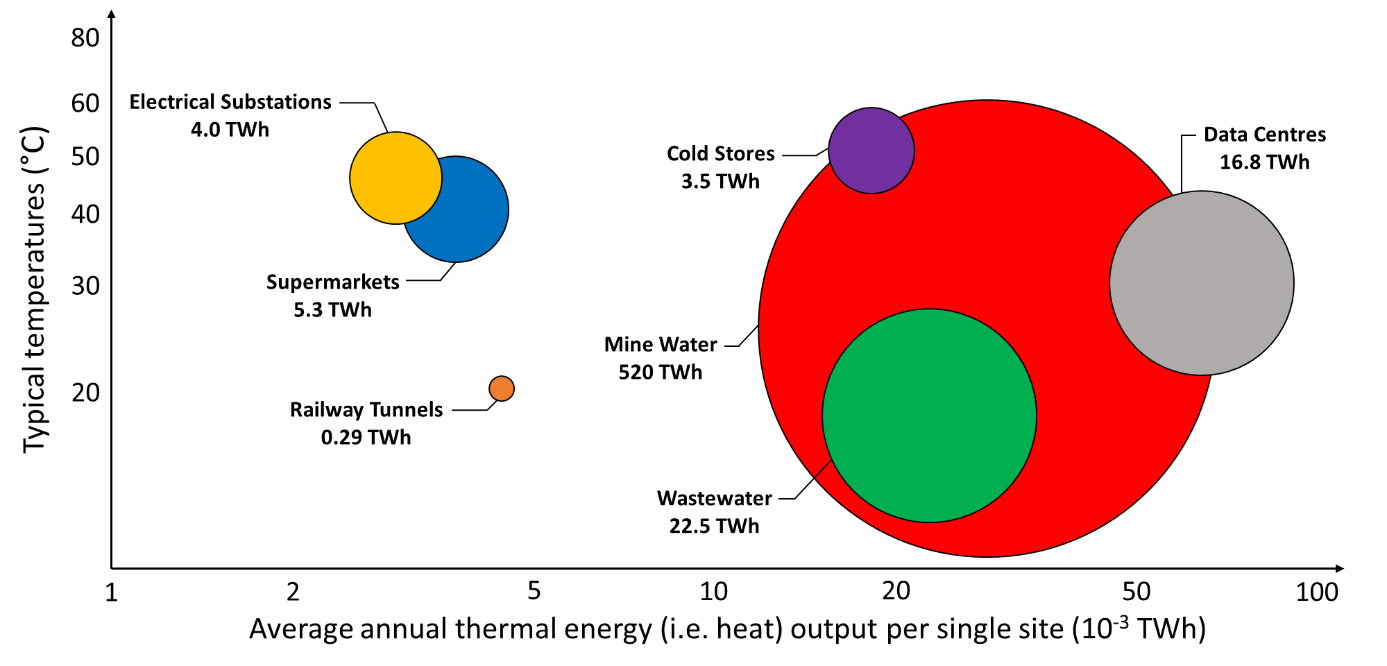 80
60
50
40
30
20
Typical temperatures (°C)
Electrical Substations
4.0 TWh
Supermarkets
5.3 TWh
Railway Tunnels
0.29 TWh
Cold Stores
3.5 TWh
Data Centres
16.8 TWh
Mine Water
520 TWh
Wastewater
22.5 TWh
1 2 5 10 20 50 100
Average annual thermal energy (i.e. heat) output per single site (10⁻³ TWh)